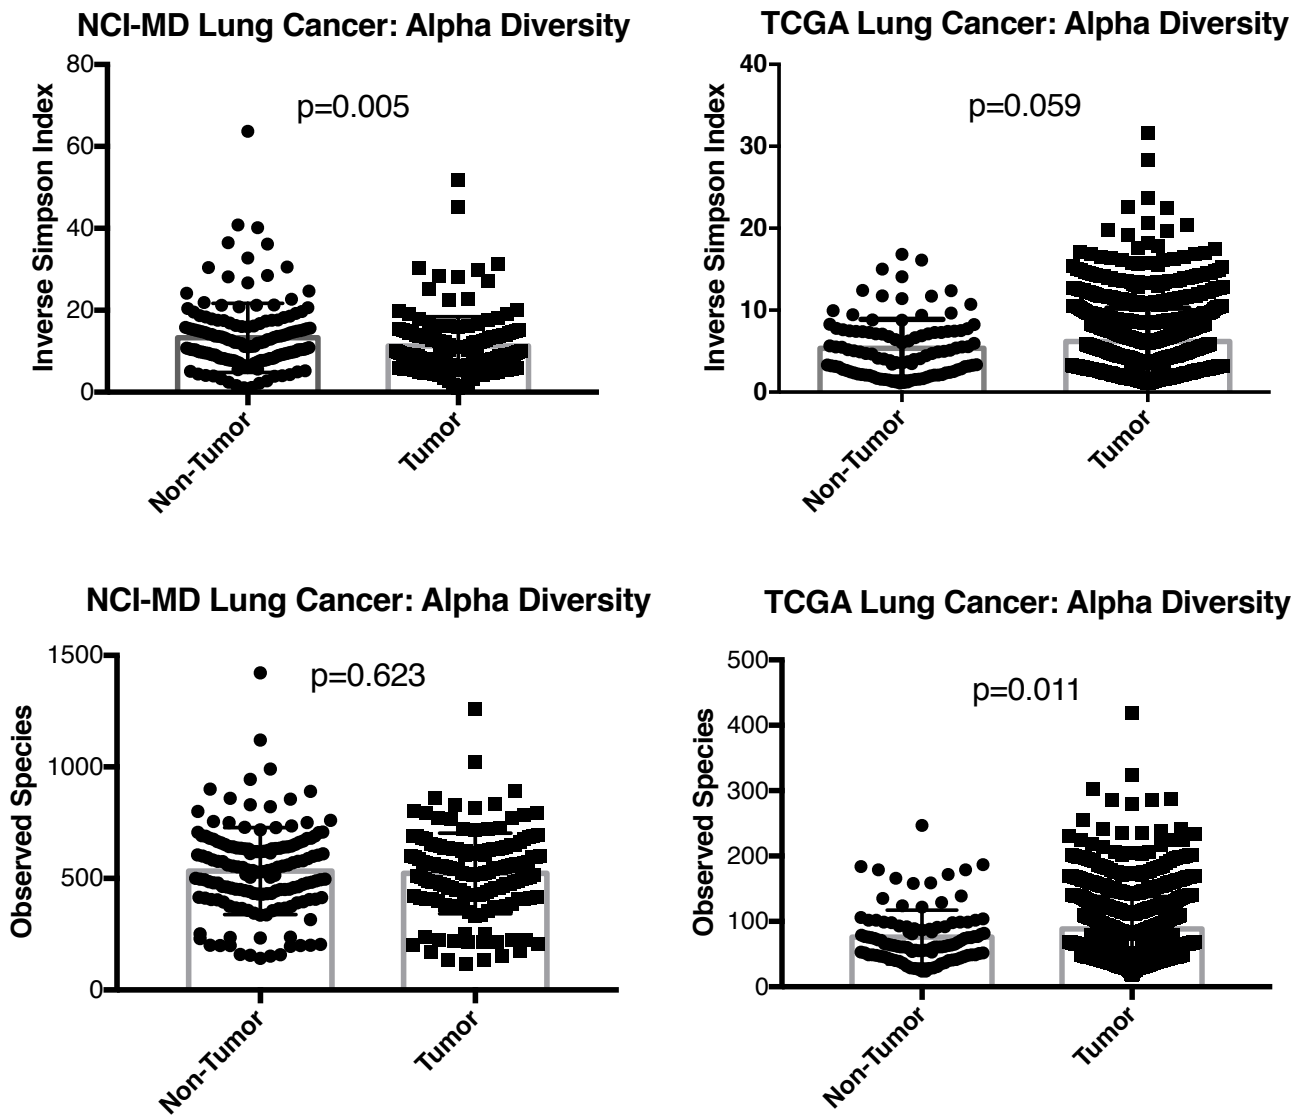 NCI-MD Lung Cancer: Alpha Diversity
80
60
40
20
0
Inverse Simpson Index
p=0.005
Non-Tumor
Tumor
TCGA Lung Cancer: Alpha Diversity
40
30
20
10
0
Inverse Simpson Index
p=0.059
Non-Tumor
Tumor
NCI-MD Lung Cancer: Alpha Diversity
1500
1000
500
0
Observed Species
p=0.623
Non-Tumor
Tumor
TCGA Lung Cancer: Alpha Diversity
500
400
300
200
100
0
Observed Species
p=0.011
Non-Tumor
Tumor